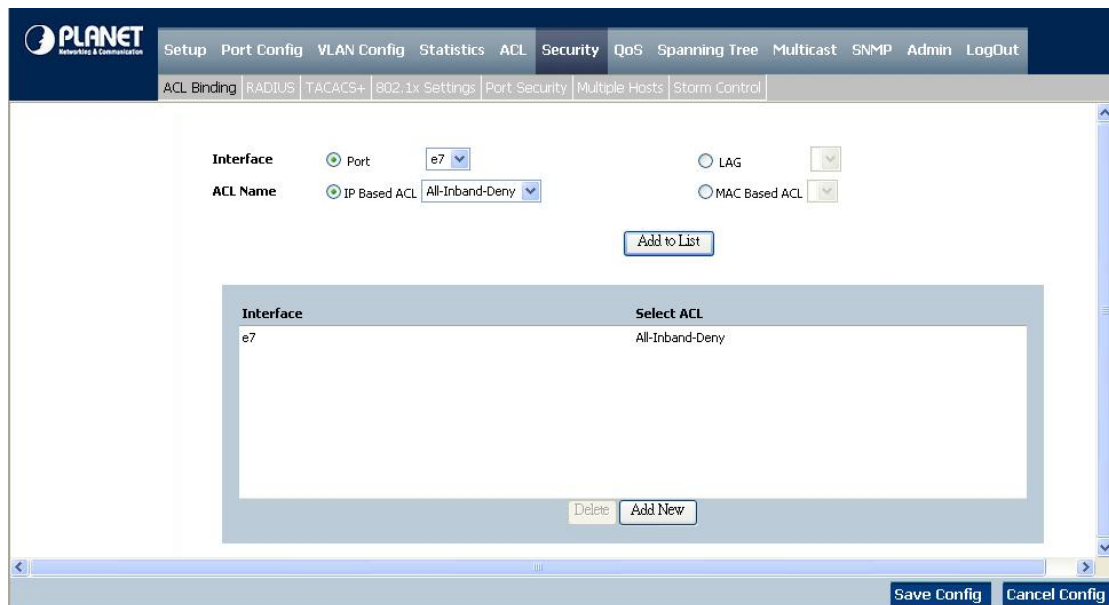 PLANET
Networking & Communication
Setup Port Config VLAN Config Statistics ACL Security QoS Spanning Tree Multicast SNMP Admin LogOut
ACL Binding RADIUS TACACS+ 802.1x Settings Port Security Multiple Hosts Storm Control
Interface Port e7 LAG
ACL Name IP Based ACL All-Inband-Deny MAC Based ACL
Add to List
Interface Select ACL
e7 All-Inband-Deny
Delete Add New
Save Config Cancel Config